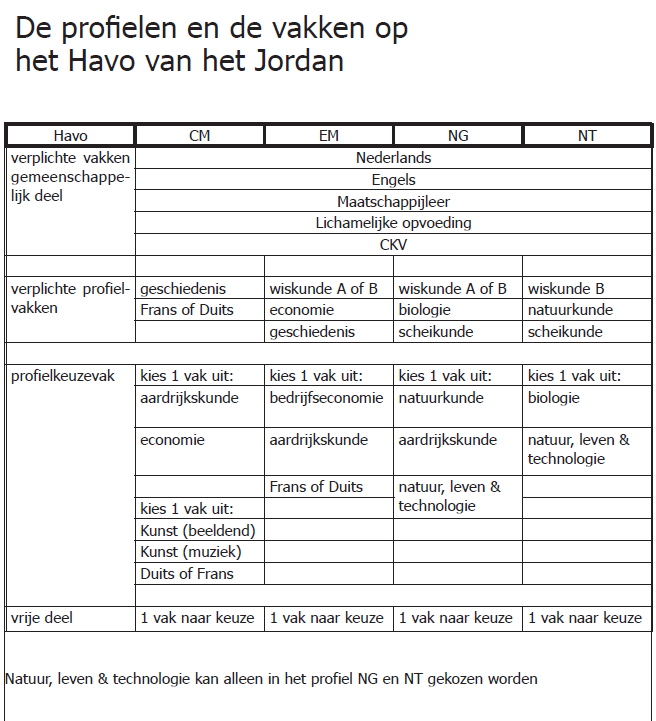 De profielen en de vakken op
het Havo van het Jordan
Havo CM EM NG NT
verplichte vakken Nederlands
gemeenschappe- Engels
lijk deel Maatschappijleer
Lichamelijke opvoeding
CKV
verplichte profiel- geschiedenis wiskunde A of B wiskunde A of B wiskunde B
vakken Frans of Duits economie biologie natuurkunde
geschiedenis scheikunde scheikunde
profielkeuzevak kies 1 vak uit: kies 1 vak uit: kies 1 vak uit: kies 1 vak uit:
aardrijkskunde bedrijfseconomie natuurkunde biologie
economie aardrijkskunde aardrijkskunde natuur, leven &
technologie
Frans of Duits natuur, leven &
kies 1 vak uit: technologie
Kunst (beeldend)
Kunst (muziek)
Duits of Frans
vrije deel 1 vak naar keuze 1 vak naar keuze 1 vak naar keuze 1 vak naar keuze
Natuur, leven & technologie kan alleen in het profiel NG en NT gekozen worden